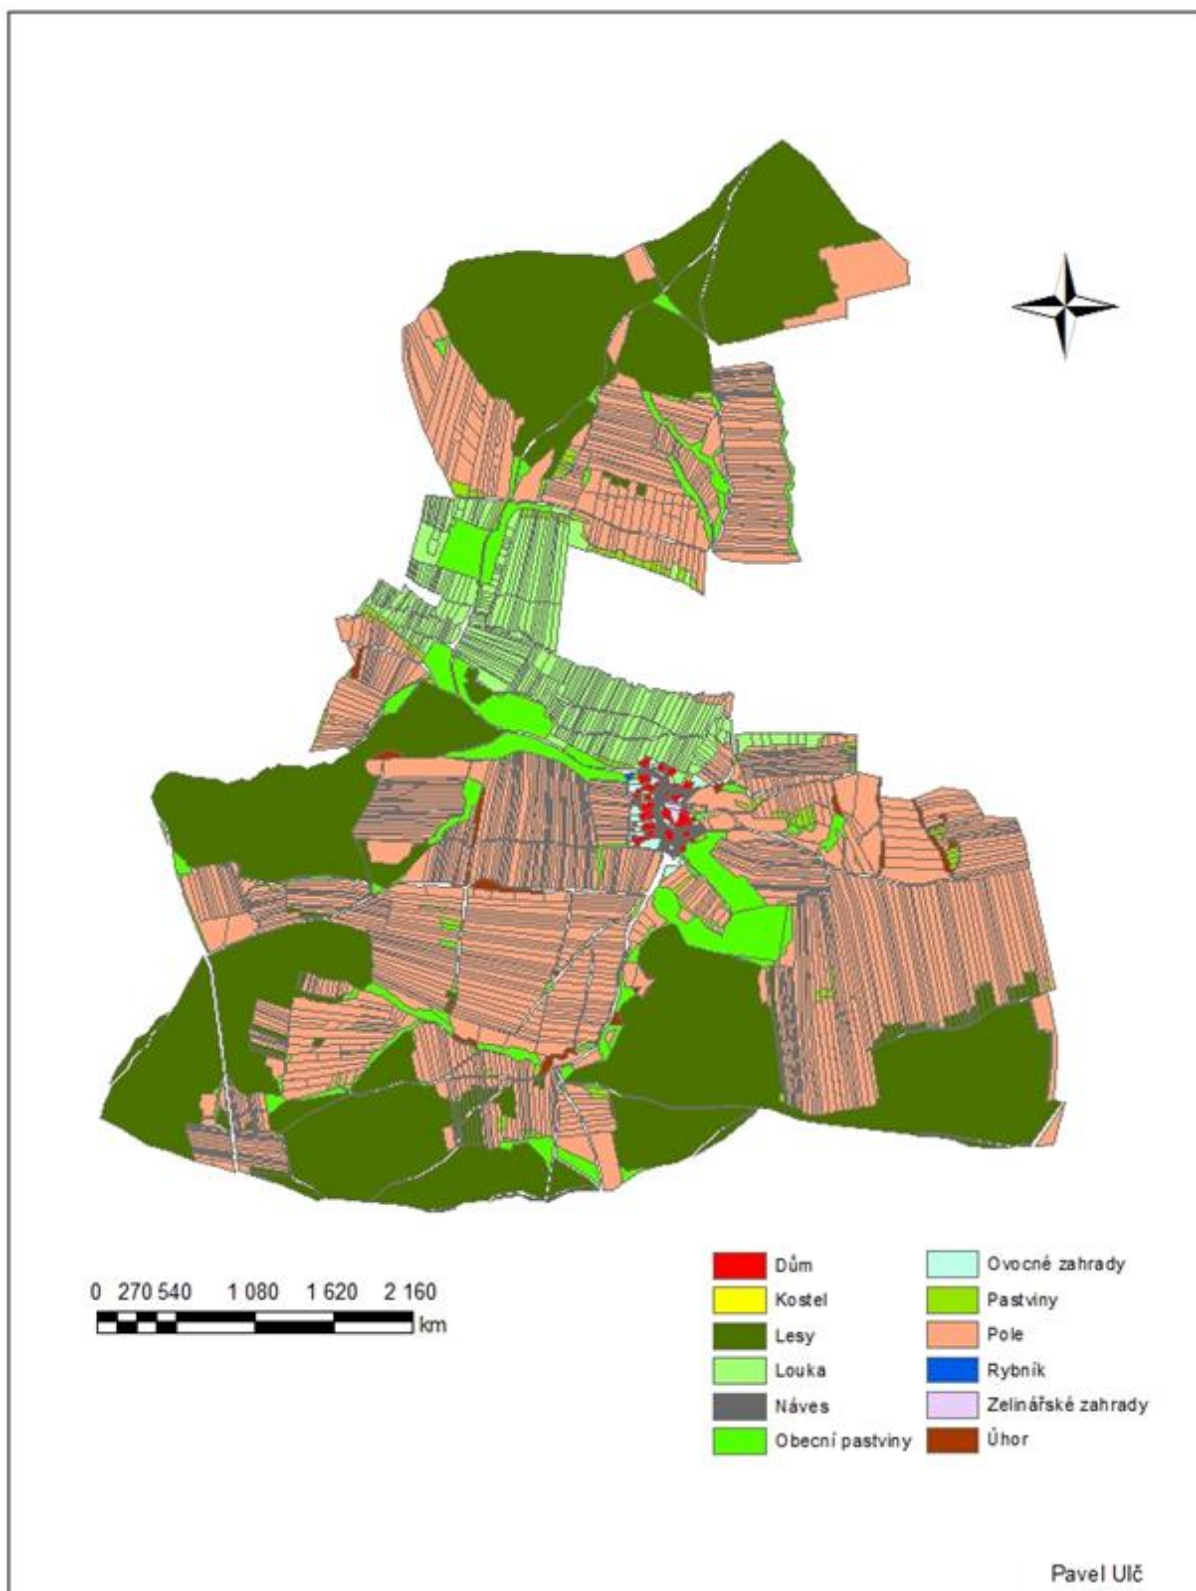 0 270 540 1 080 1 620 2 160
km
Dům
Kostel
Lesy
Louka
Náves
Obecní pastviny
Ovocné zahrady
Pastviny
Pole
Rybník
Zelinářské zahrady
Úhor
Pavel Ulč